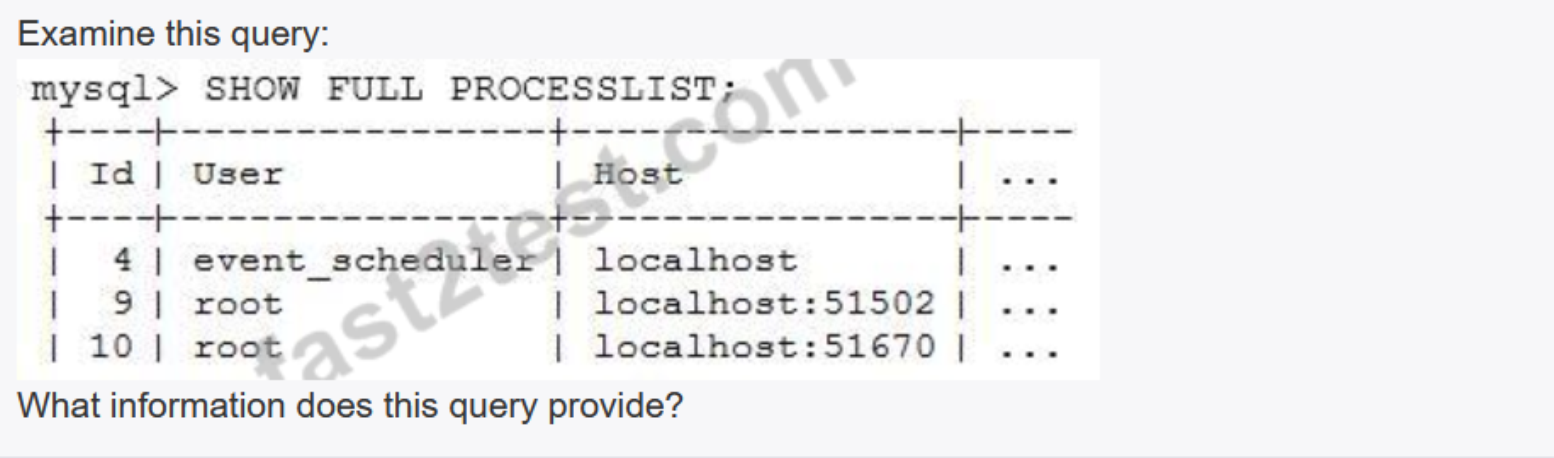 Examine this query:
mysql> SHOW FULL PROCESSLIST;
+----+-----------------+-----------------+-----
| Id | User | Host | ...
+----+-----------------+-----------------+-----
| 4 | event_scheduler | localhost | ...
| 9 | root | localhost:51502 | ...
| 10 | root | localhost:51670 | ...
fast2test.com
What information does this query provide?